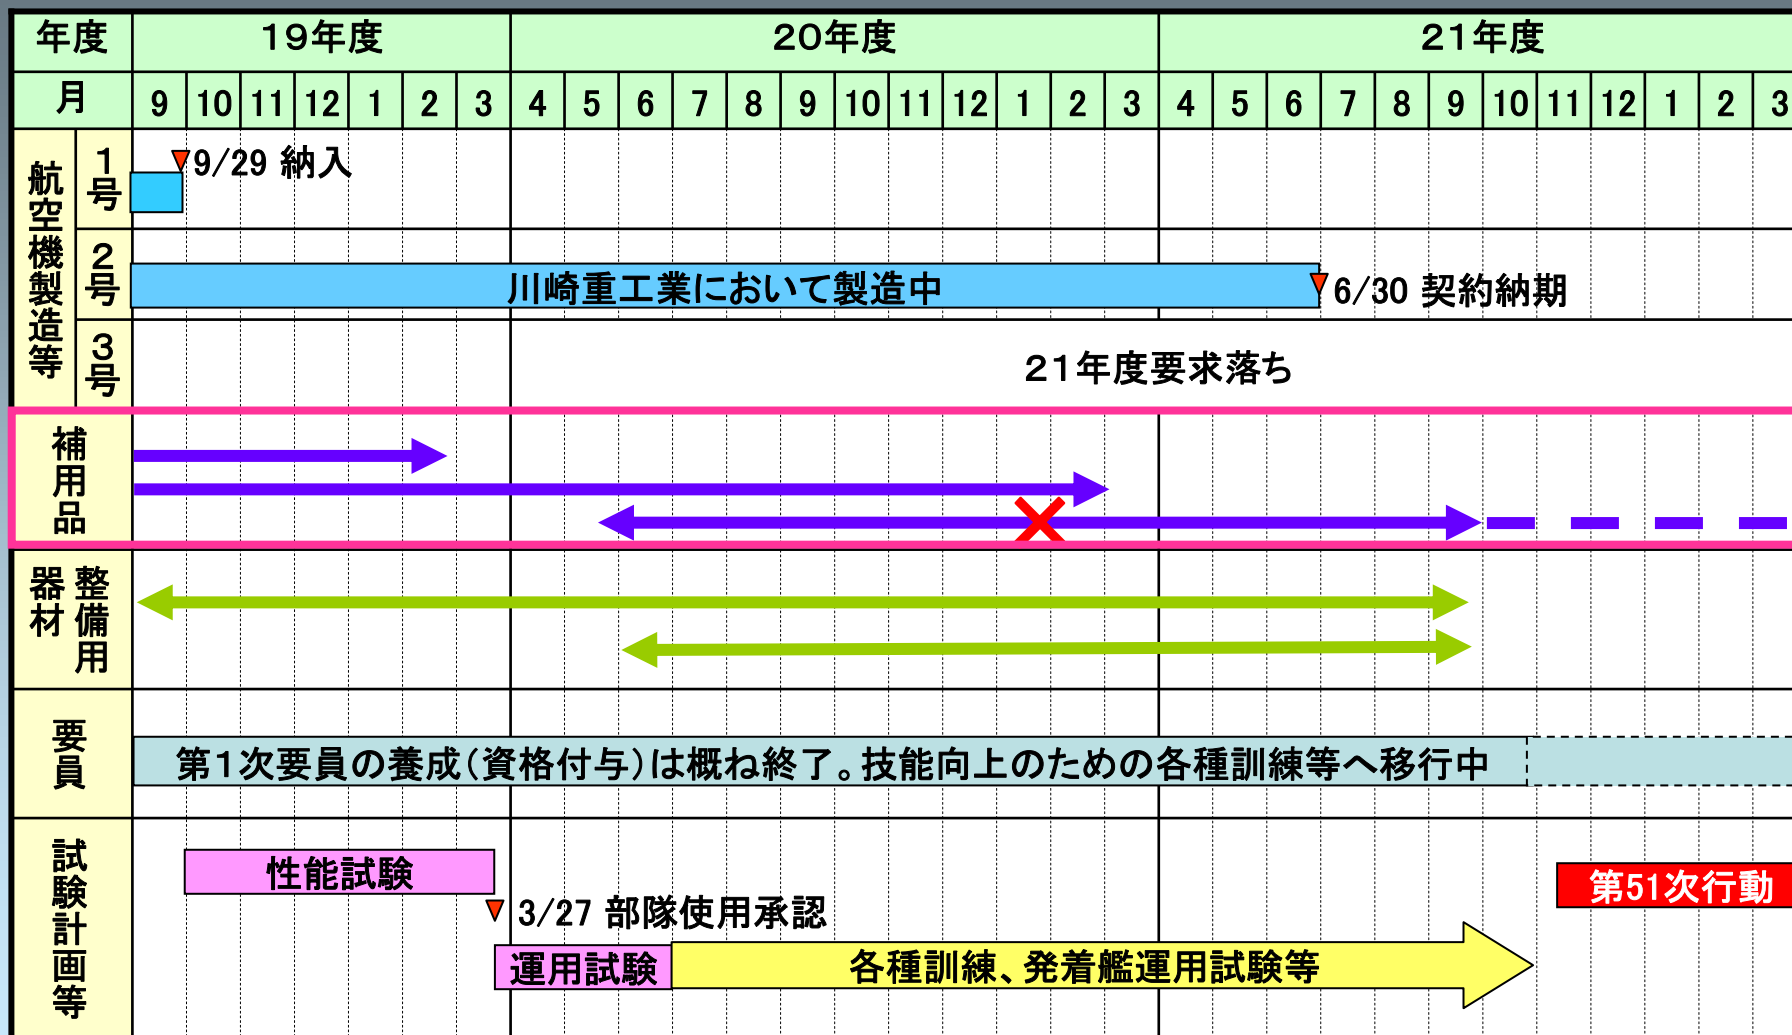 年度 19年度 20年度 21年度
月 9 10 11 12 1 2 3 4 5 6 7 8 9 10 11 12 1 2 3 4 5 6 7 8 9 10 11 12 1 2 3
航空機製造等
1号
9/29 納入
2号
川崎重工業において製造中
6/30 契約納期
3号
21年度要求落ち
補用品
整備用
器材
要員
第1次要員の養成(資格付与)は概ね終了。技能向上のための各種訓練等へ移行中
試験計画等
性能試験
第51次行動
3/27 部隊使用承認
運用試験
各種訓練、発着艦運用試験等